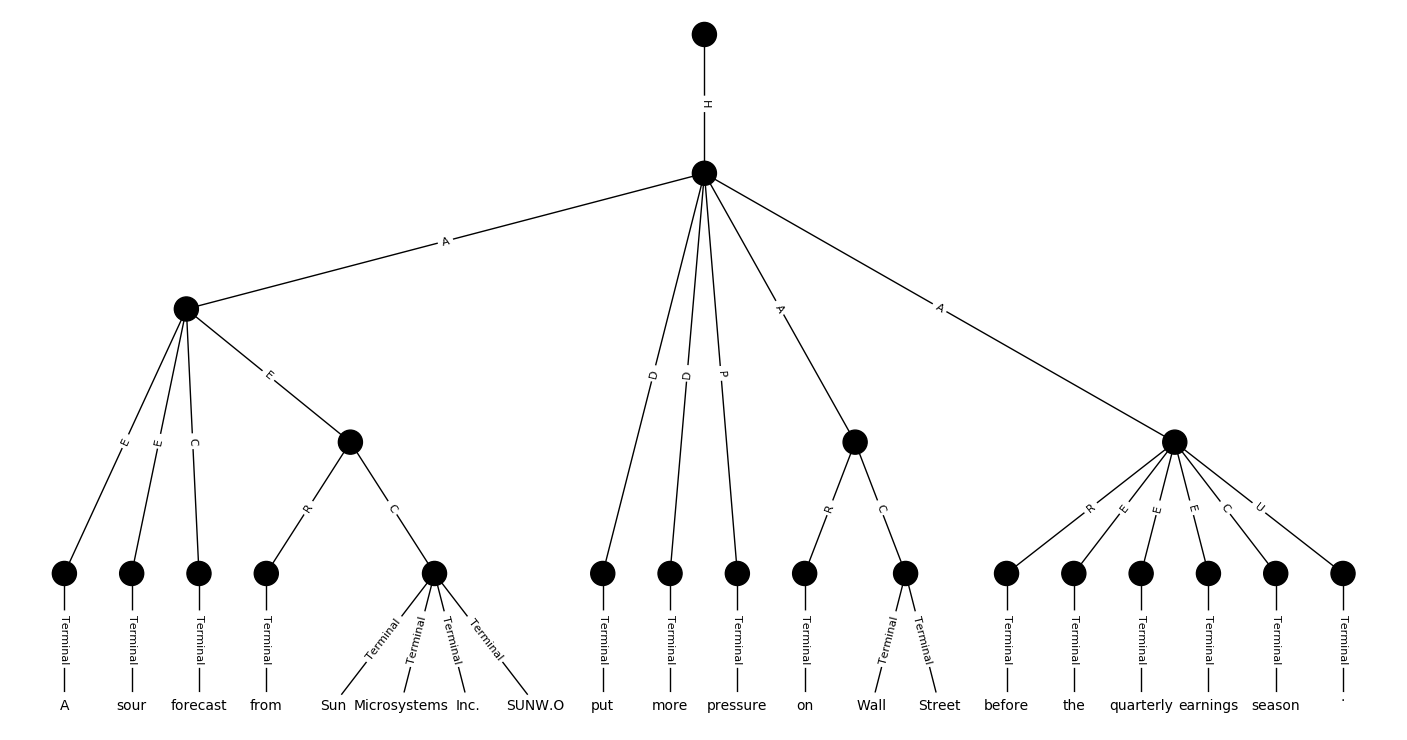 H
A
A
A
E
D
D
P
E
E
C
R
C
R
C
R
E
E
E
C
U
Terminal Terminal Terminal Terminal Terminal Terminal Terminal Terminal Terminal Terminal Terminal Terminal Terminal Terminal Terminal Terminal Terminal Terminal Terminal Terminal
A sour forecast from Sun Microsystems Inc. SUNW.O put more pressure on Wall Street before the quarterly earnings season .